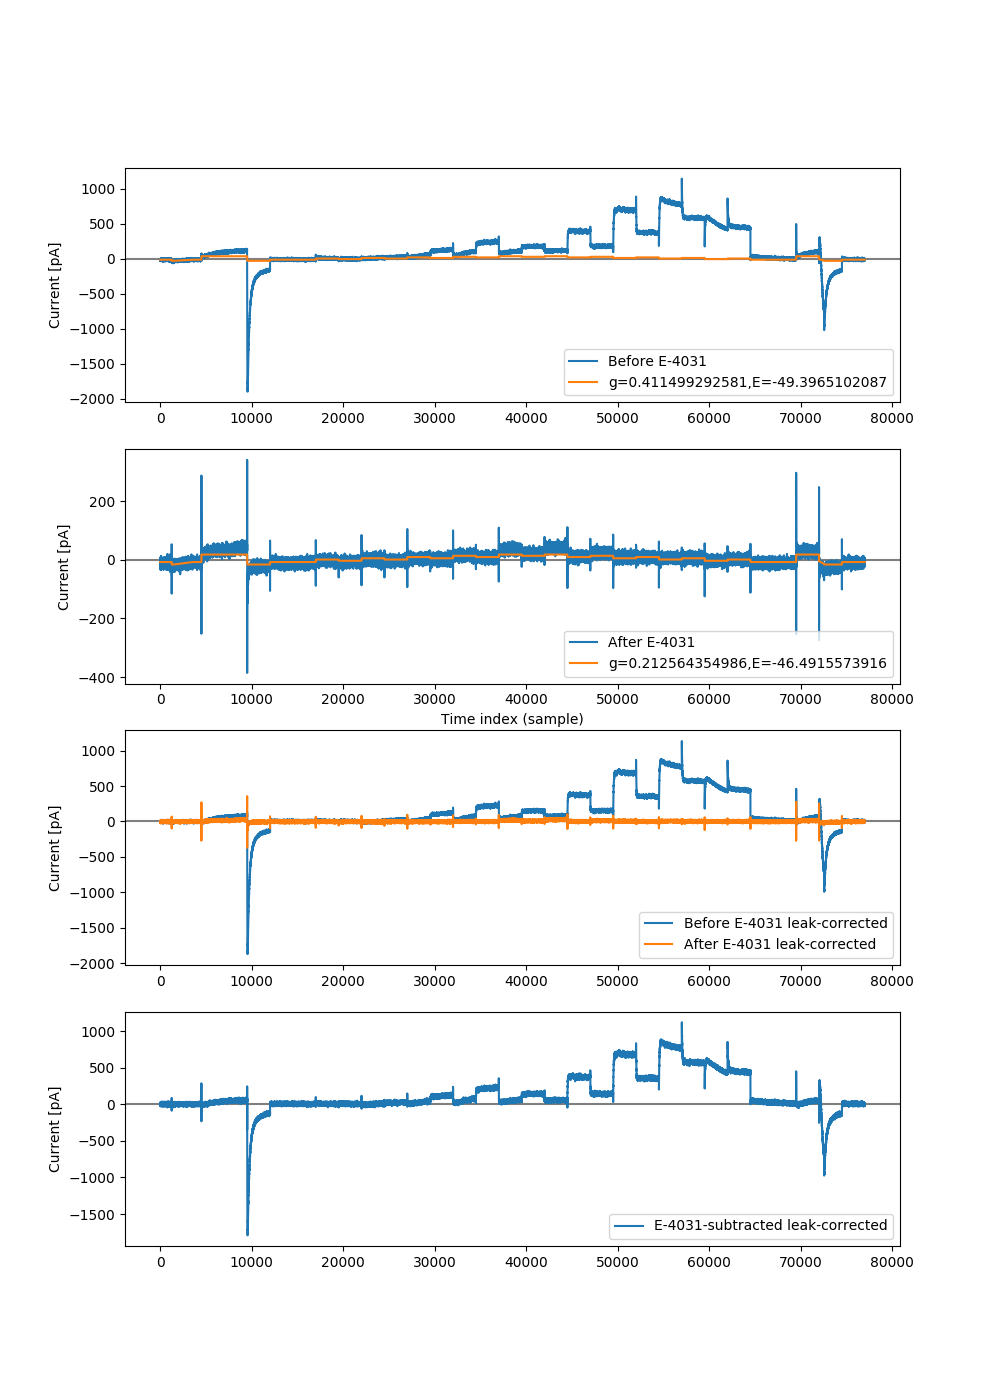 1000
500
0
−500
−1000
−1500
−2000
Current [pA]
Before E-4031
g=0.411499292581,E=-49.3965102087
0 10000 20000 30000 40000 50000 60000 70000 80000
200
0
−200
−400
Current [pA]
After E-4031
g=0.212564354986,E=-46.4915573916
0 10000 20000 30000 40000 50000 60000 70000 80000
Time index (sample)
1000
500
0
−500
−1000
−1500
−2000
Current [pA]
Before E-4031 leak-corrected
After E-4031 leak-corrected
0 10000 20000 30000 40000 50000 60000 70000 80000
1000
500
0
−500
−1000
−1500
Current [pA]
E-4031-subtracted leak-corrected
0 10000 20000 30000 40000 50000 60000 70000 80000